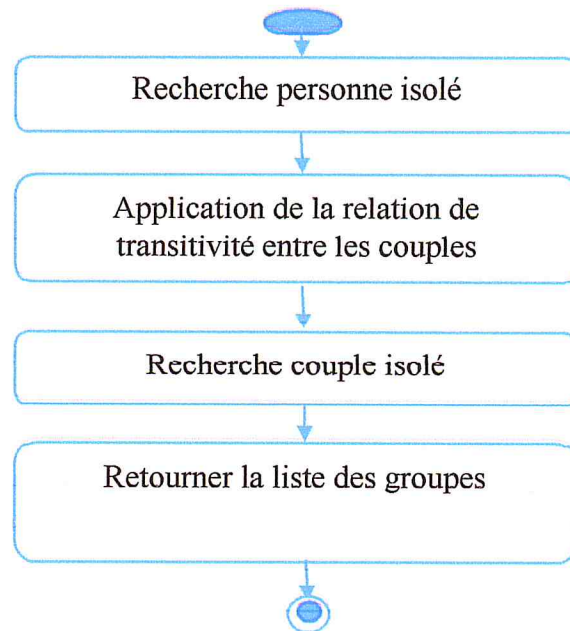 Recherche personne isolé
Application de la relation de
transitivité entre les couples
Recherche couple isolé
Retourner la liste des groupes